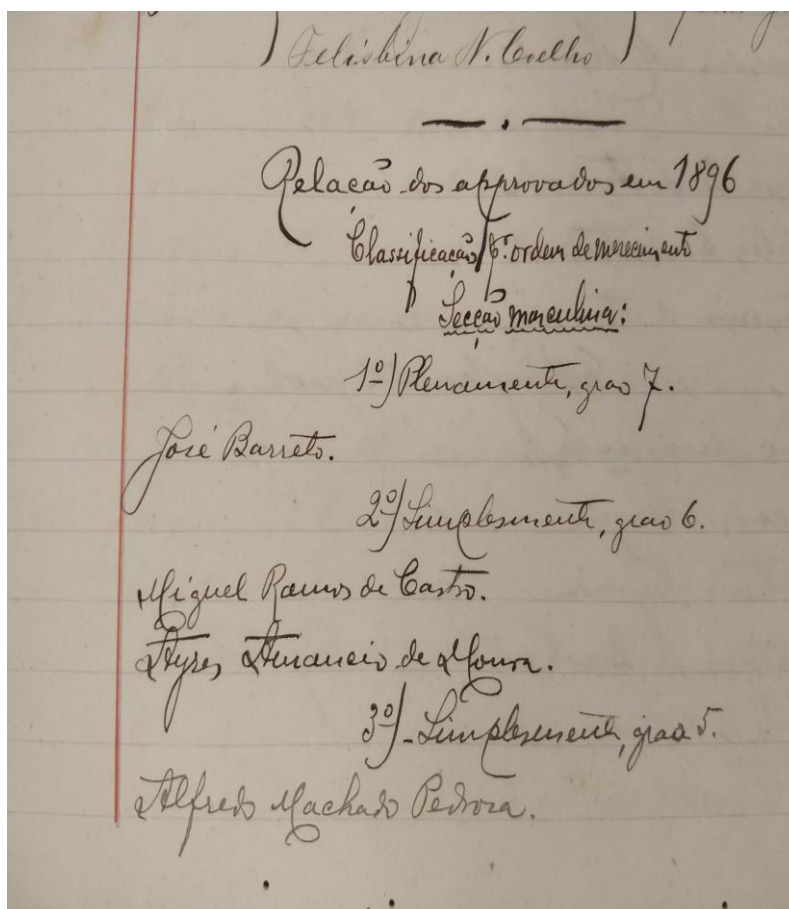 Felisbina N. Coelho
Relação dos approvados em 1896
Classificação p.r ordem de merecimento
Secção masculina:
1º) Plenamente, grao 7.
José Barreto.
2º) Simplesmente, grao 6.
Miguel Ramos de Castro.
Ayres Amancio de Moura.
3º) - Simplesmente, grao 5.
Alfredo Machado Pedrosa.